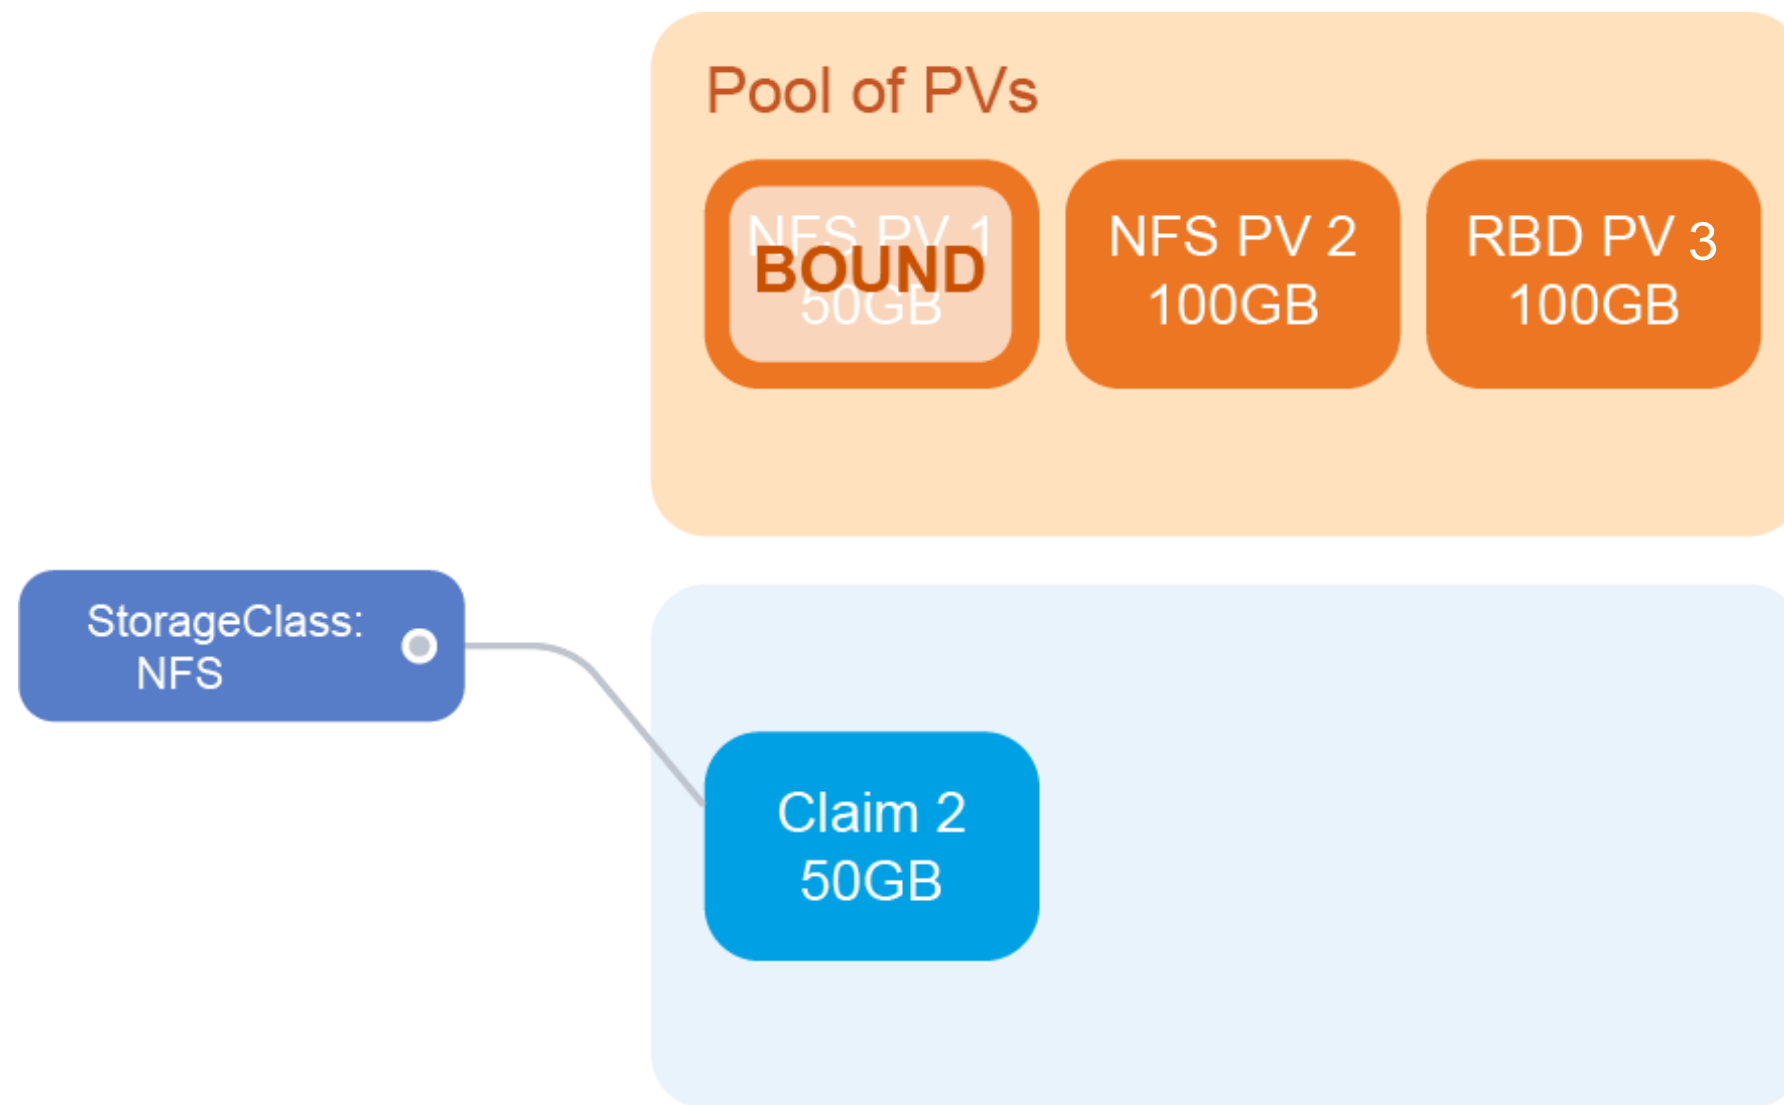 Pool of PVs
NFS PV 1
BOUND
50GB
NFS PV 2
100GB
RBD PV 3
100GB
StorageClass:
NFS
Claim 2
50GB